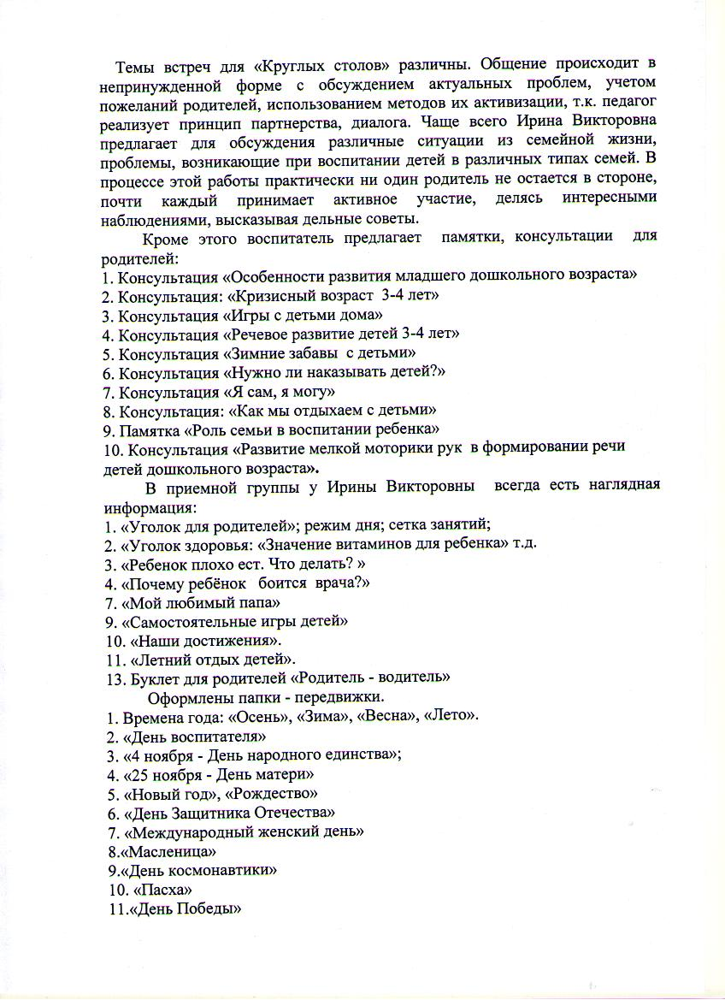 Темы встреч для «Круглых столов» различны. Общение происходит в
непринужденной форме с обсуждением актуальных проблем, учетом
пожеланий родителей, использованием методов их активизации, т.к. педагог
реализует принцип партнерства, диалога. Чаще всего Ирина Викторовна
предлагает для обсуждения различные ситуации из семейной жизни,
проблемы, возникающие при воспитании детей в различных типах семей. В
процессе этой работы практически ни один родитель не остается в стороне,
почти каждый принимает активное участие, делясь интересными
наблюдениями, высказывая дельные советы.
Кроме этого воспитатель предлагает памятки, консультации для
родителей:
1. Консультация «Особенности развития младшего дошкольного возраста»
2. Консультация: «Кризисный возраст 3-4 лет»
3. Консультация «Игры с детьми дома»
4. Консультация «Речевое развитие детей 3-4 лет»
5. Консультация «Зимние забавы с детьми»
6. Консультация «Нужно ли наказывать детей?»
7. Консультация «Я сам, я могу»
8. Консультация: «Как мы отдыхаем с детьми»
9. Памятка «Роль семьи в воспитании ребенка»
10. Консультация «Развитие мелкой моторики рук в формировании речи
детей дошкольного возраста».
В приемной группы у Ирины Викторовны всегда есть наглядная
информация:
1. «Уголок для родителей»; режим дня; сетка занятий;
2. «Уголок здоровья: «Значение витаминов для ребенка» т.д.
3. «Ребенок плохо ест. Что делать? »
4. «Почему ребёнок боится врача?»
7. «Мой любимый папа»
9. «Самостоятельные игры детей»
10. «Наши достижения».
11. «Летний отдых детей».
13. Буклет для родителей «Родитель - водитель»
Оформлены папки - передвижки.
1. Времена года: «Осень», «Зима», «Весна», «Лето».
2. «День воспитателя»
3. «4 ноября - День народного единства»;
4. «25 ноября - День матери»
5. «Новый год», «Рождество»
6. «День Защитника Отечества»
7. «Международный женский день»
8.«Масленица»
9.«День космонавтики»
10. «Пасха»
11.«День Победы»